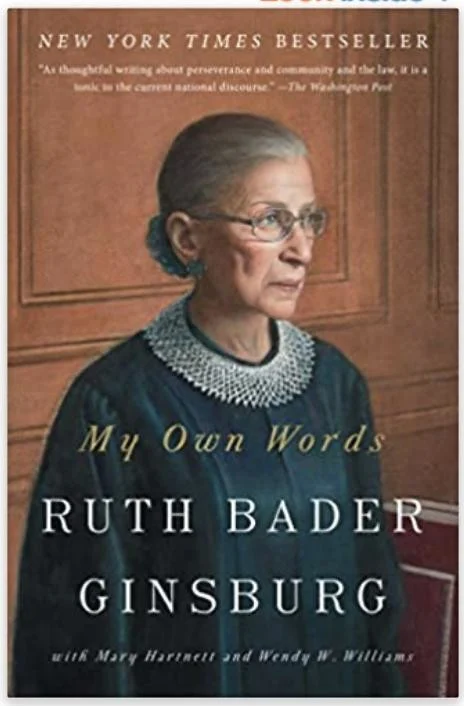 NEW YORK TIMES BESTSELLER
"As thoughtful writing about perseverance and community and the law, it is a
tonic to the current national discourse." —The Washington Post
My Own Words
RUTH BADER
GINSBURG
with Mary Hartnett and Wendy W. Williams